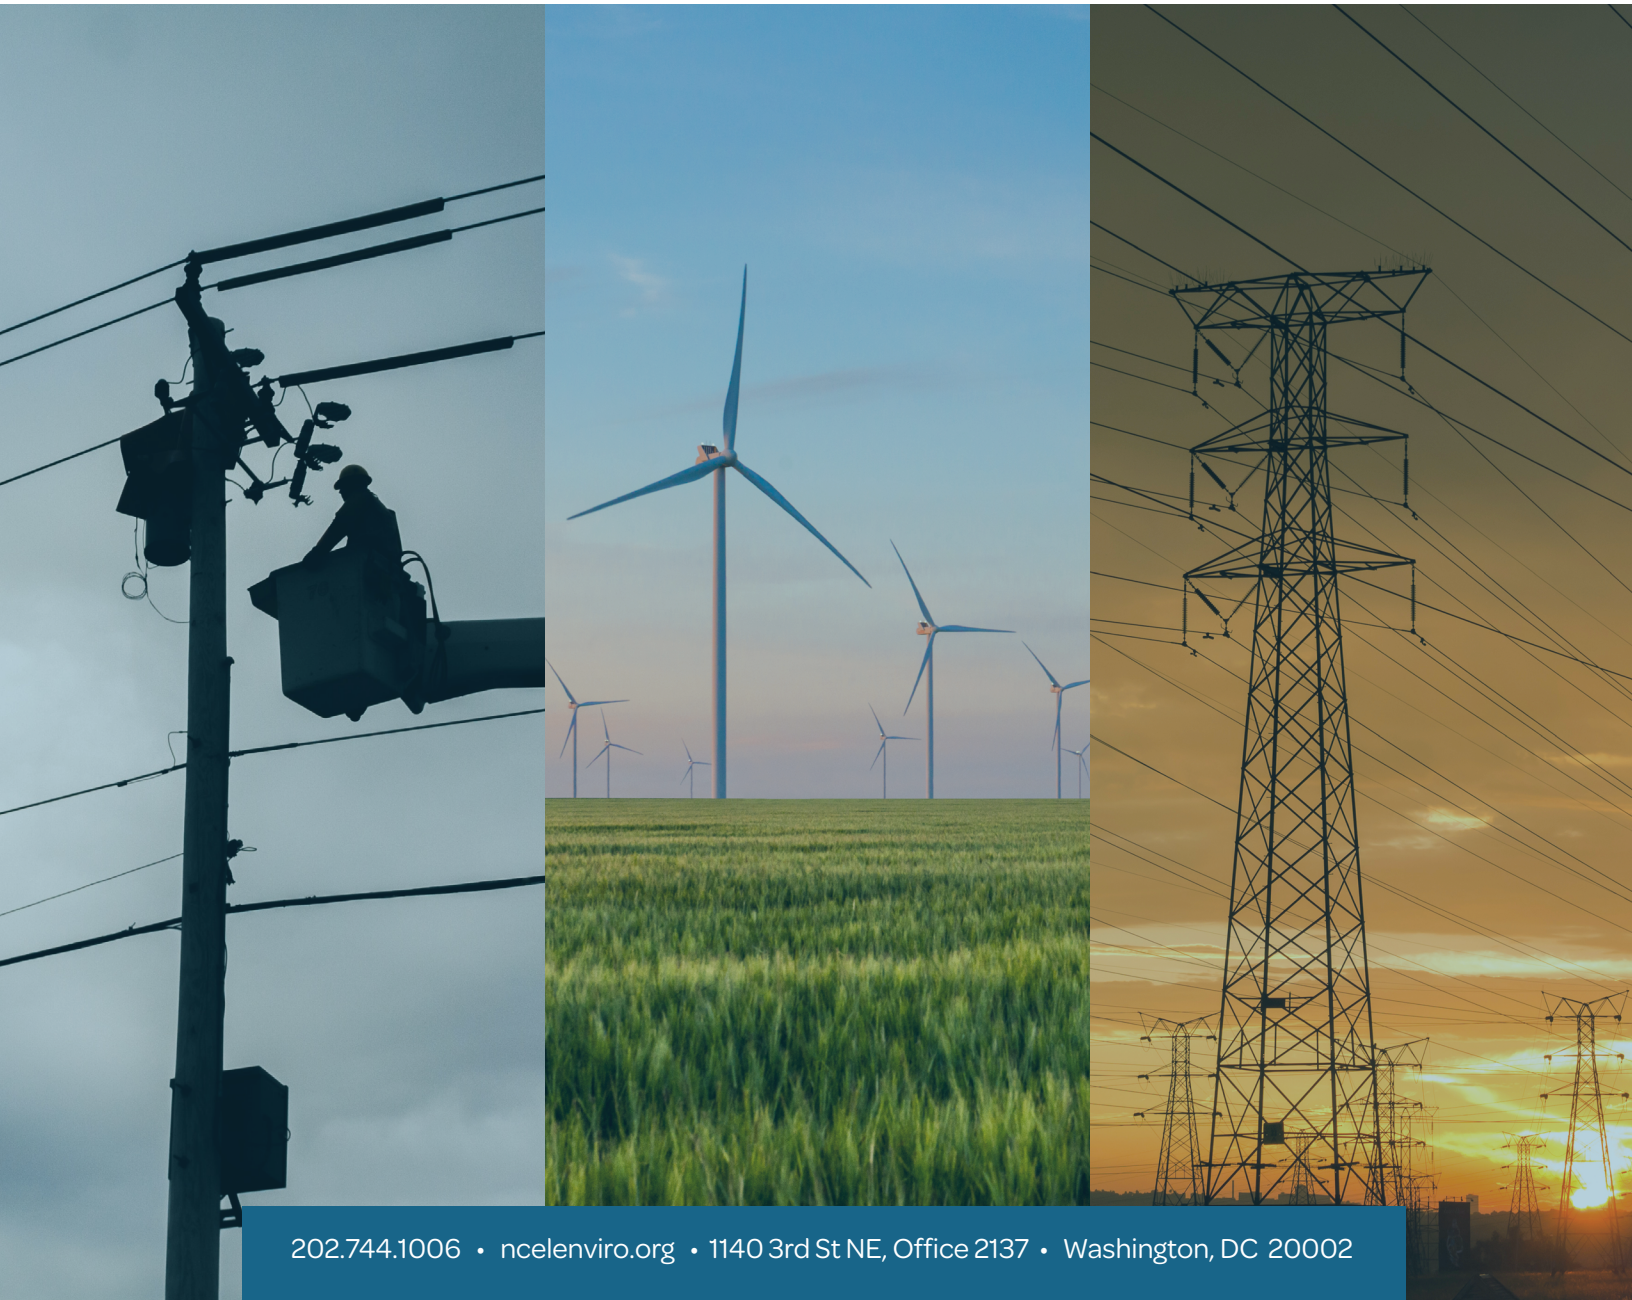 202.744.1006 • ncelenviro.org • 1140 3rd St NE, Office 2137 • Washington, DC 20002